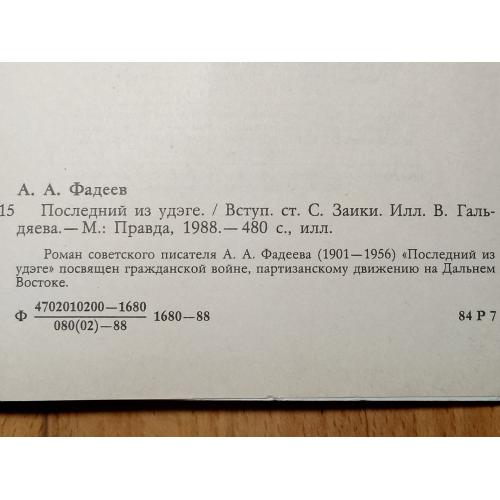 А. А. Фадеев
15 Последний из удэге. / Вступ. ст. С. Заики. Илл. В. Галь-
дяева. — М.: Правда, 1988. — 480 с., илл.
Роман советского писателя А. А. Фадеева (1901—1956) «Последний из
удэге» посвящен гражданской войне, партизанскому движению на Дальнем
Востоке.
Ф 4702010200—1680 / 080(02)—88 1680—88 84 Р 7